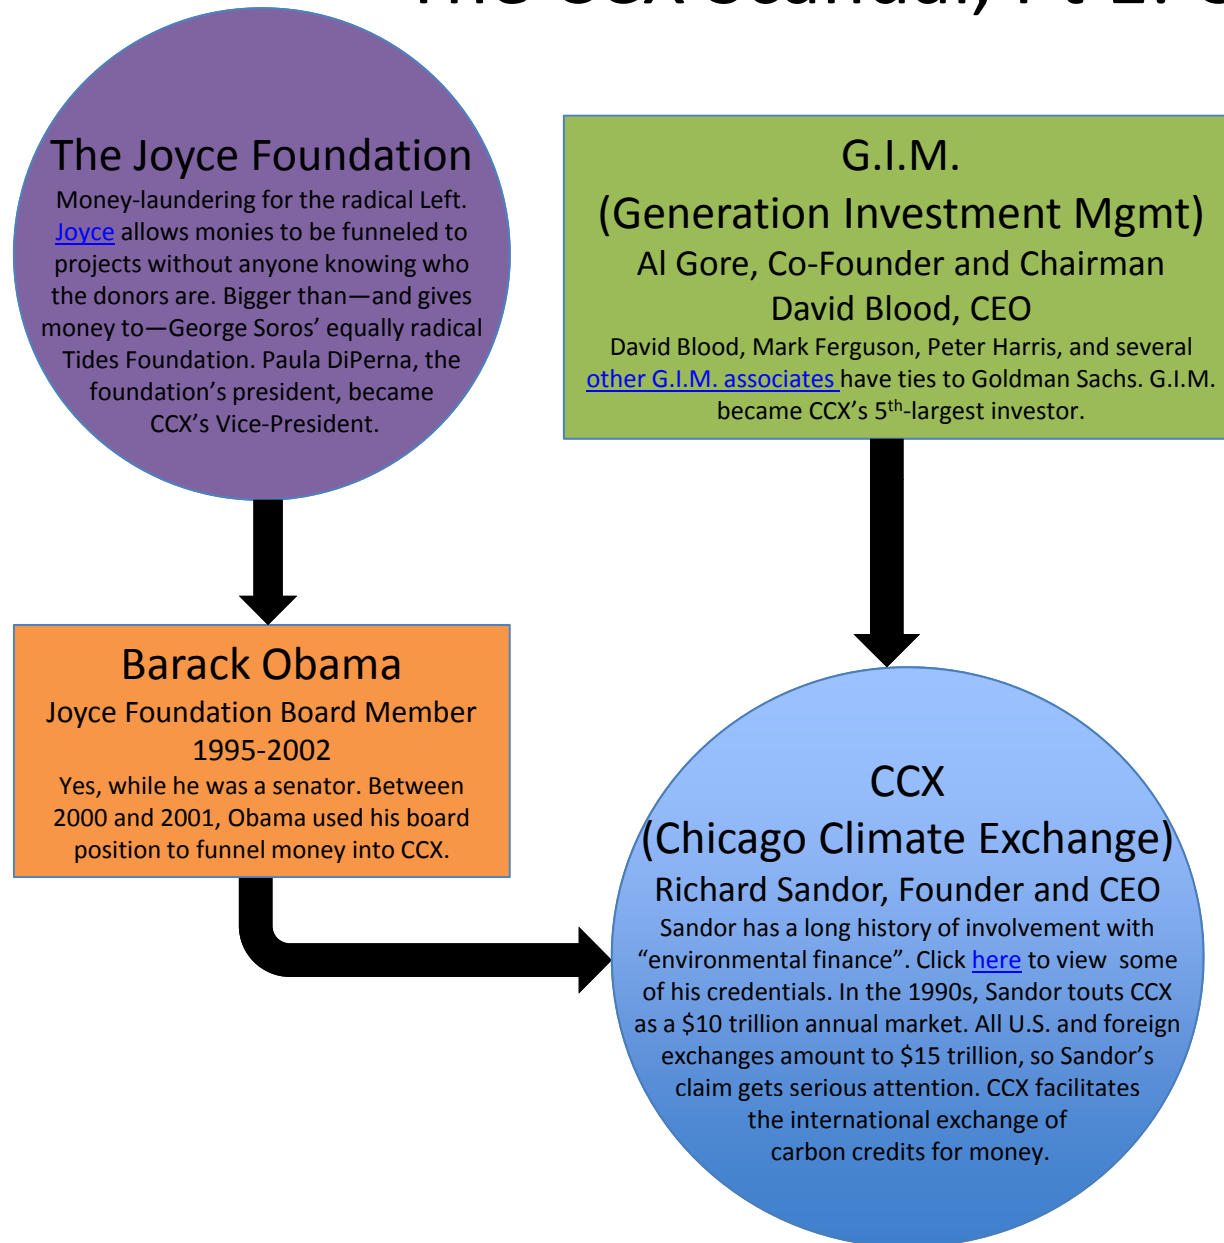 The CCX Scandal, Pt 1:
The Joyce Foundation
Money-laundering for the radical Left.
Joyce allows monies to be funneled to
projects without anyone knowing who
the donors are. Bigger than—and gives
money to—George Soros’ equally radical
Tides Foundation. Paula DiPerna, the
foundation’s president, became
CCX’s Vice-President.
G.I.M.
(Generation Investment Mgmt)
Al Gore, Co-Founder and Chairman
David Blood, CEO
David Blood, Mark Ferguson, Peter Harris, and several
other G.I.M. associates have ties to Goldman Sachs. G.I.M.
became CCX’s 5th-largest investor.
Barack Obama
Joyce Foundation Board Member
1995-2002
Yes, while he was a senator. Between
2000 and 2001, Obama used his board
position to funnel money into CCX.
CCX
(Chicago Climate Exchange)
Richard Sandor, Founder and CEO
Sandor has a long history of involvement with
“environmental finance”. Click here to view some
of his credentials. In the 1990s, Sandor touts CCX
as a $10 trillion annual market. All U.S. and foreign
exchanges amount to $15 trillion, so Sandor’s
claim gets serious attention. CCX facilitates
the international exchange of
carbon credits for money.